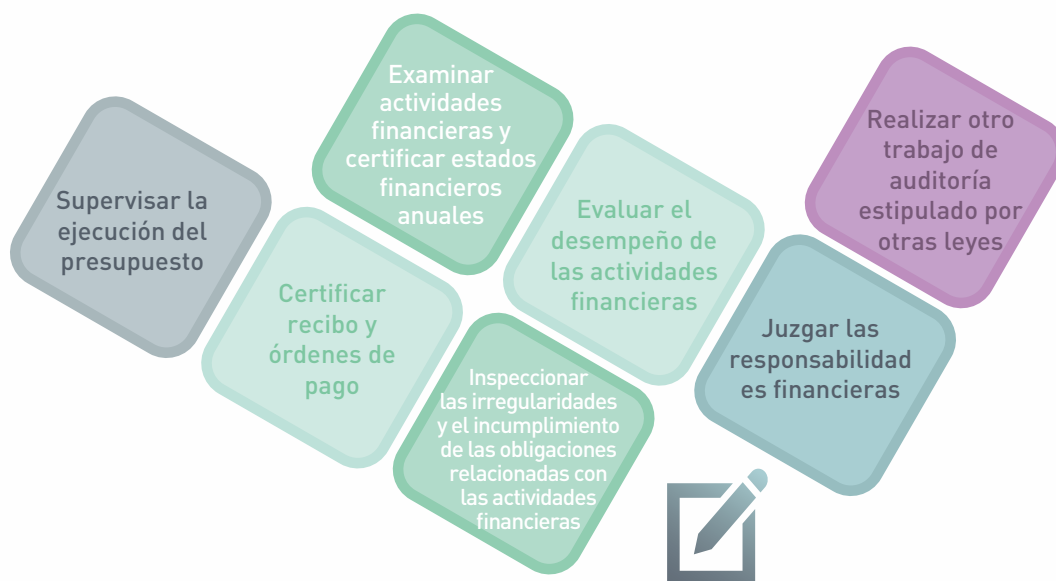 Supervisar la
ejecución del
presupuesto
Certificar
recibo y
órdenes de
pago
Examinar
actividades
financieras y
certificar estados
financieros
anuales
Inspeccionar
las irregularidades
y el incumplimiento
de las obligaciones
relacionadas con
las actividades
financieras
Evaluar el
desempeño de
las actividades
financieras
Juzgar las
responsabilidad
es financieras
Realizar otro
trabajo de
auditoría
estipulado por
otras leyes